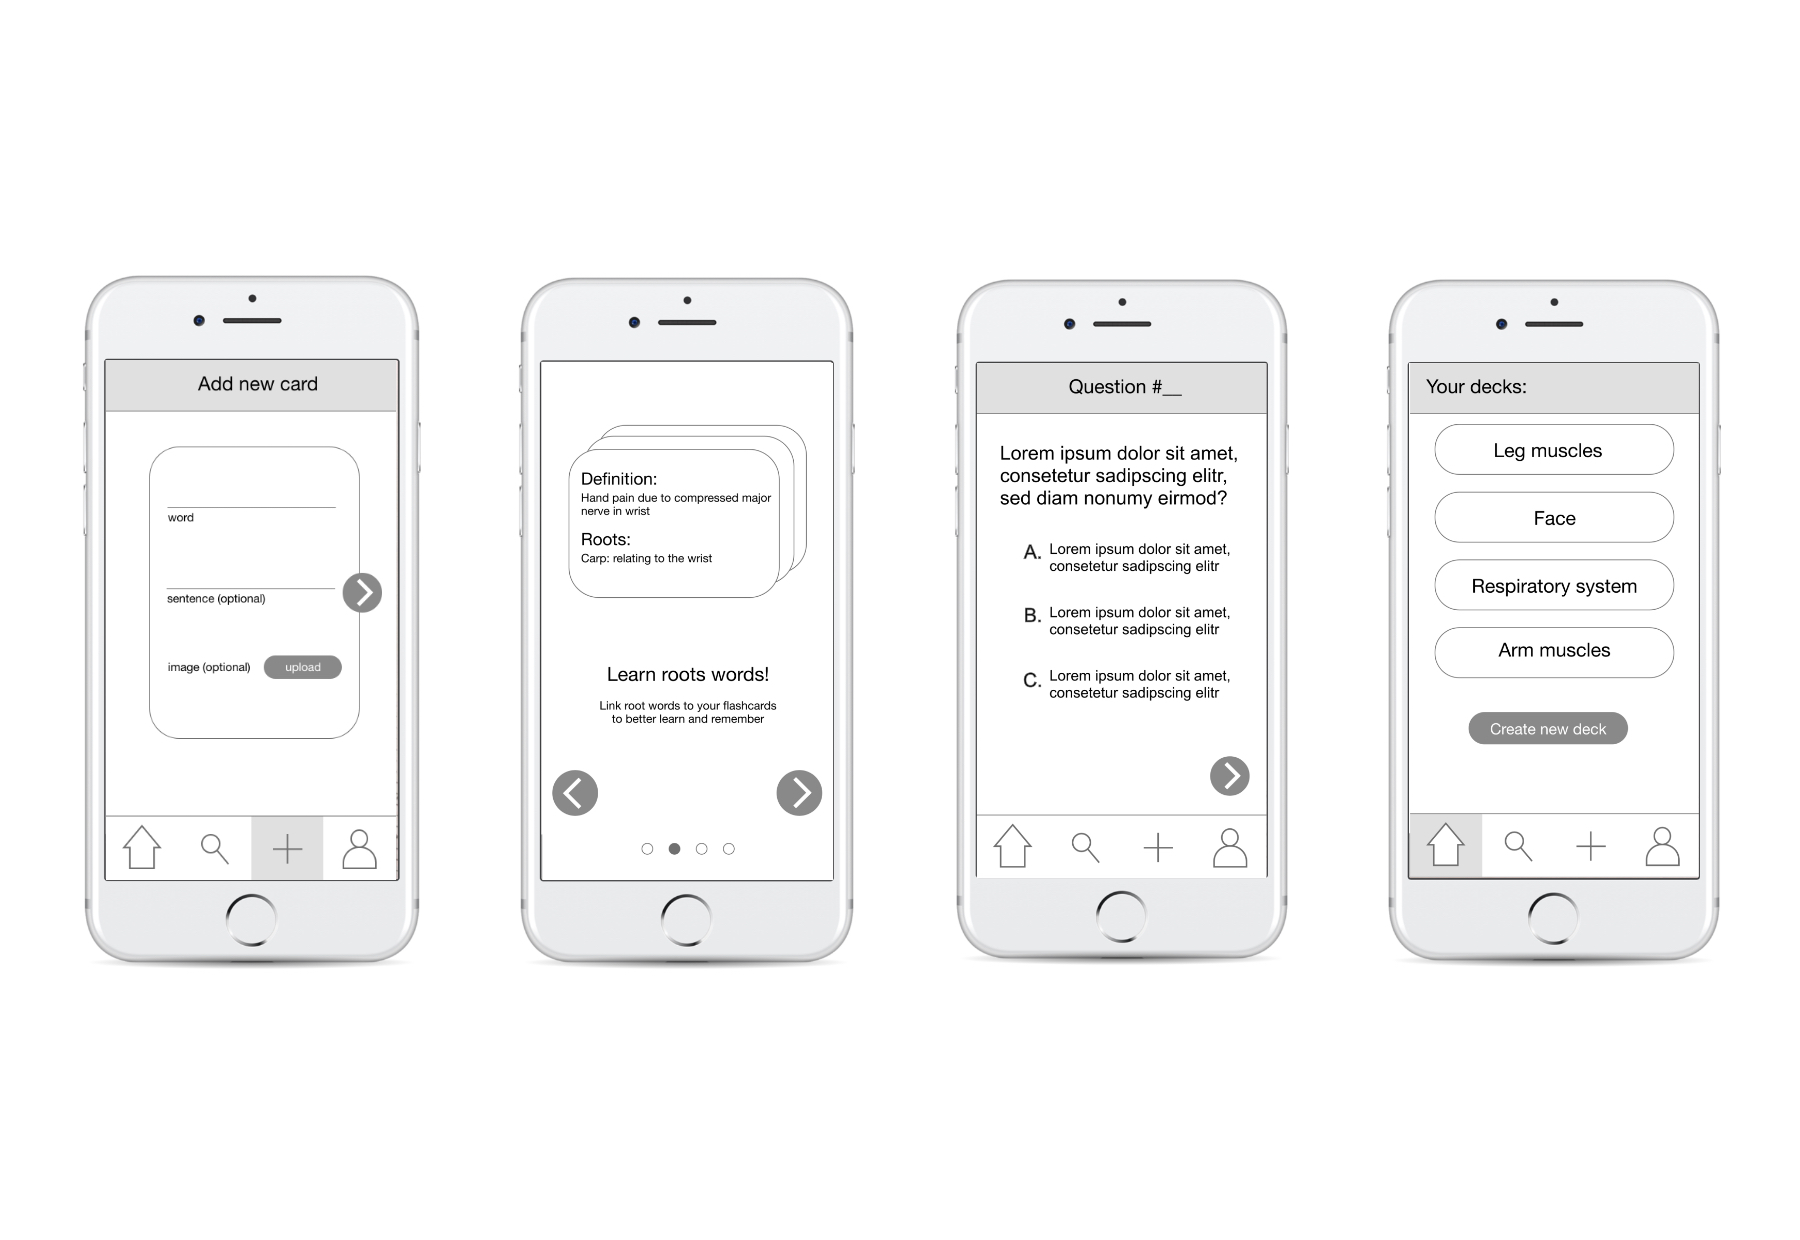 Add new card
word
sentence (optional)
image (optional) upload
Definition:
Hand pain due to compressed major
nerve in wrist
Roots:
Carp: relating to the wrist
Learn roots words!
Link root words to your flashcards
to better learn and remember
Question #__
Lorem ipsum dolor sit amet,
consetetur sadipscing elitr,
sed diam nonumy eirmod?
A. Lorem ipsum dolor sit amet,
consetetur sadipscing elitr
B. Lorem ipsum dolor sit amet,
consetetur sadipscing elitr
C. Lorem ipsum dolor sit amet,
consetetur sadipscing elitr
Your decks:
Leg muscles
Face
Respiratory system
Arm muscles
Create new deck